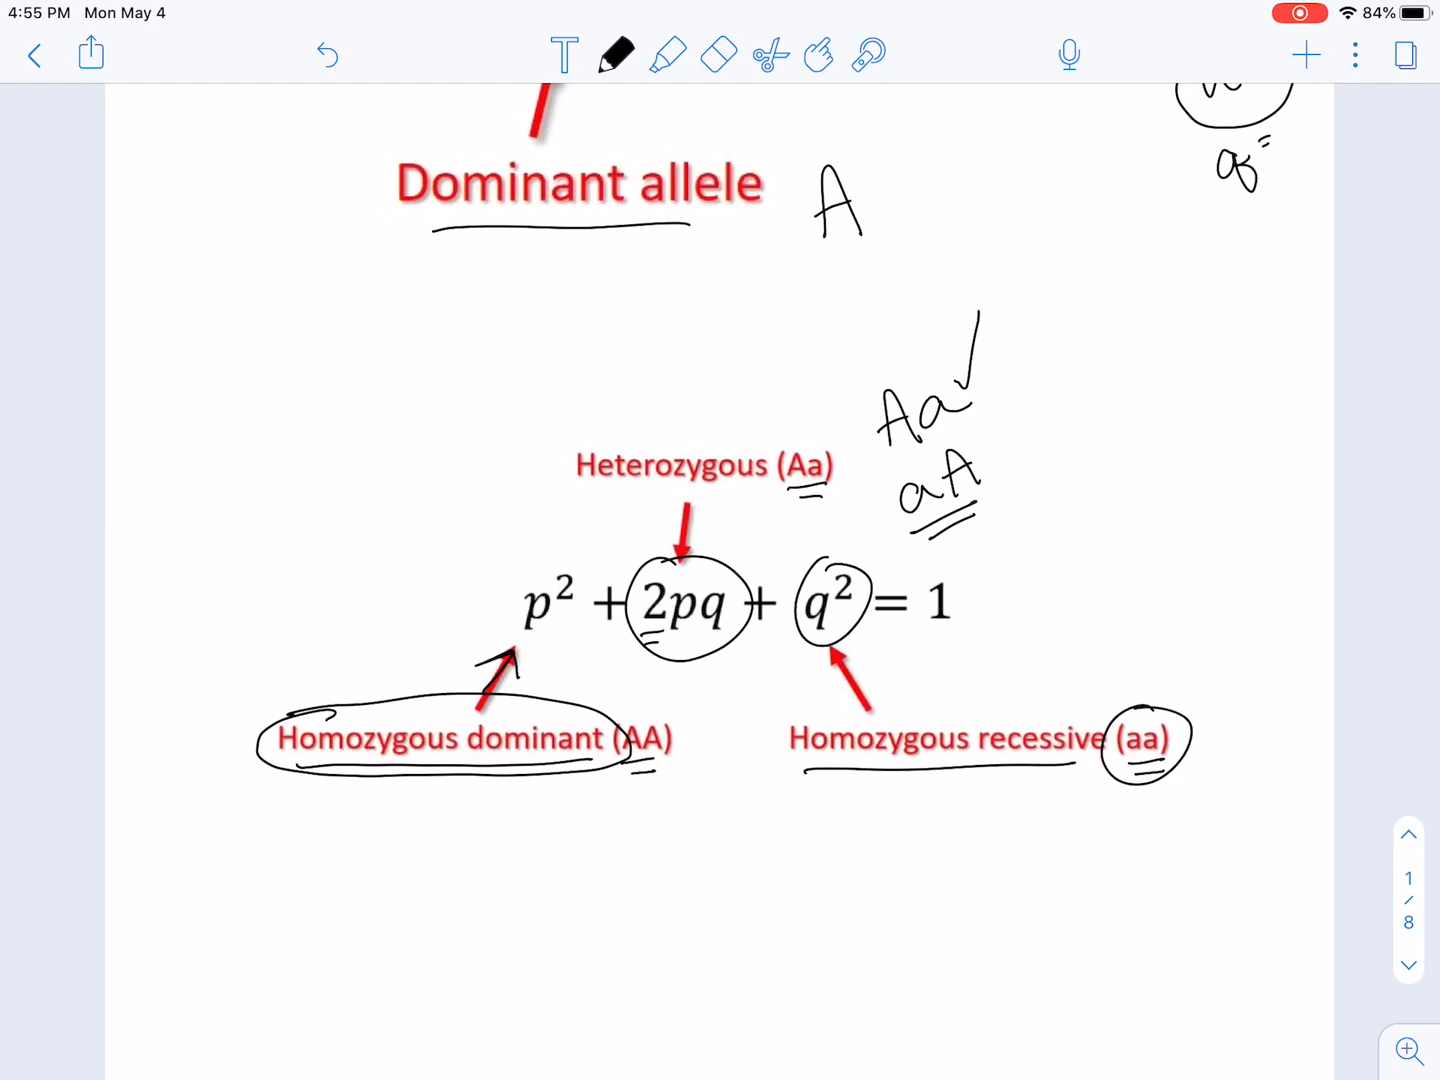 4:55 PM Mon May 4
84%
T
Dominant allele A
q=
Aa
Heterozygous (Aa)
aA
p² + 2pq + q² = 1
Homozygous dominant (AA)
Homozygous recessive (aa)
1
/
8